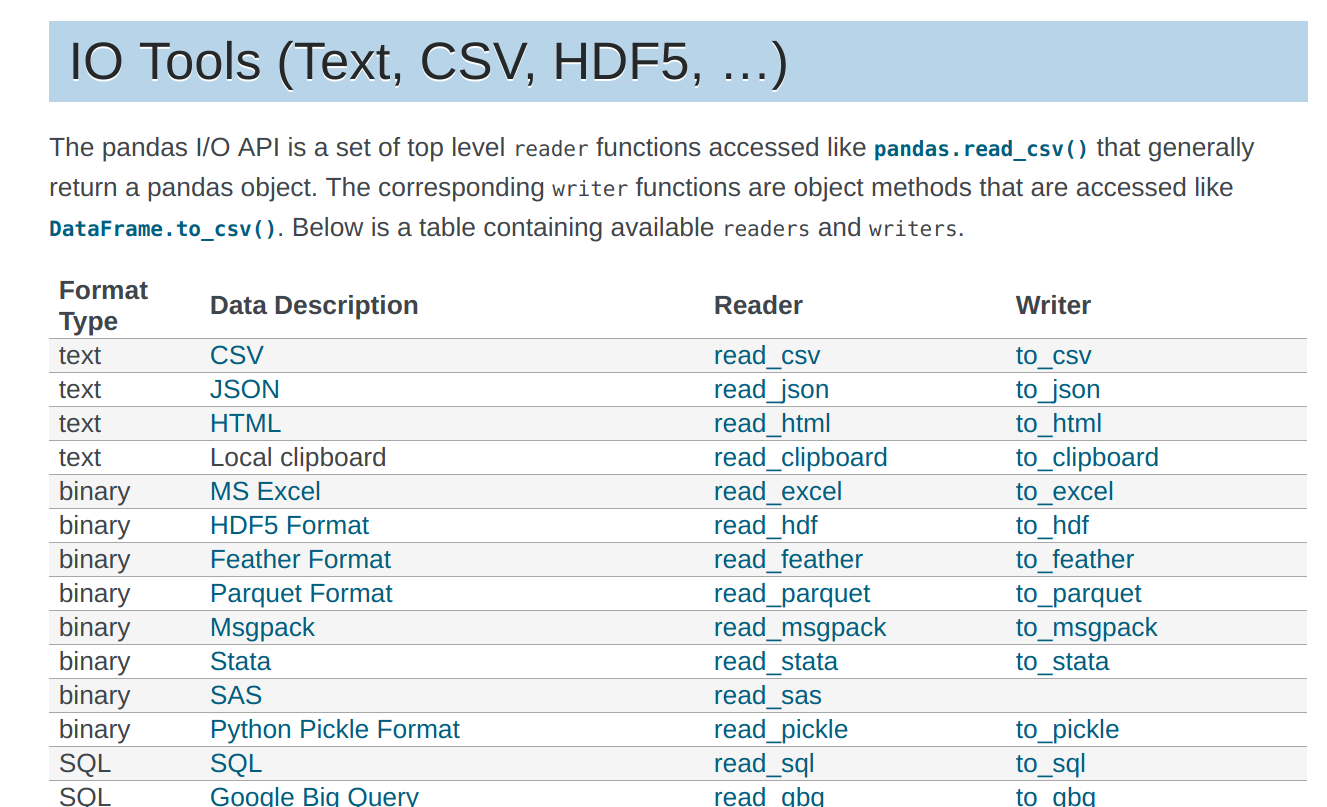 IO Tools (Text, CSV, HDF5, …)
The pandas I/O API is a set of top level reader functions accessed like pandas.read_csv() that generally
return a pandas object. The corresponding writer functions are object methods that are accessed like
DataFrame.to_csv(). Below is a table containing available readers and writers.
Format Type Data Description Reader Writer
text CSV read_csv to_csv
text JSON read_json to_json
text HTML read_html to_html
text Local clipboard read_clipboard to_clipboard
binary MS Excel read_excel to_excel
binary HDF5 Format read_hdf to_hdf
binary Feather Format read_feather to_feather
binary Parquet Format read_parquet to_parquet
binary Msgpack read_msgpack to_msgpack
binary Stata read_stata to_stata
binary SAS read_sas
binary Python Pickle Format read_pickle to_pickle
SQL SQL read_sql to_sql
SQL Google Big Query read_gbq to_gbq